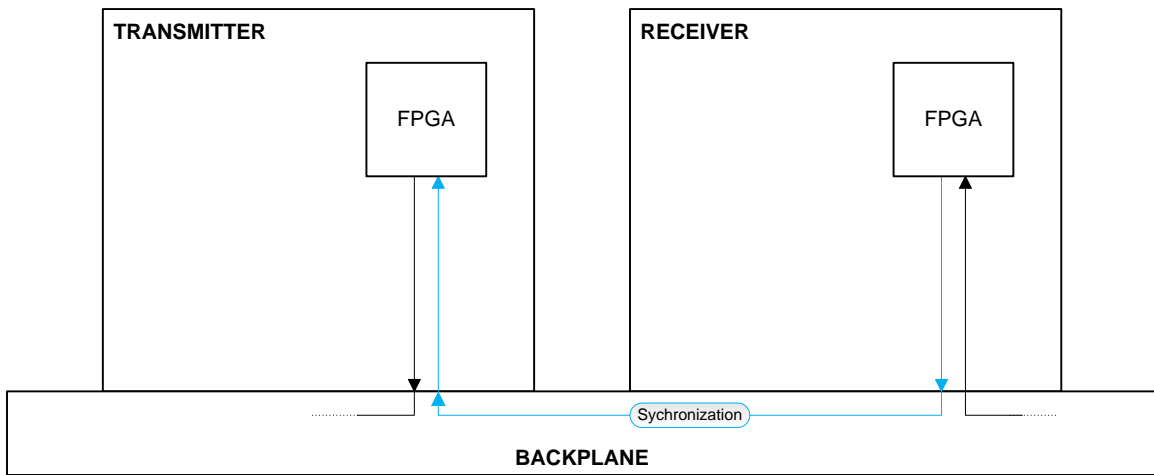 TRANSMITTER
RECEIVER
FPGA
FPGA
Sychronization
BACKPLANE